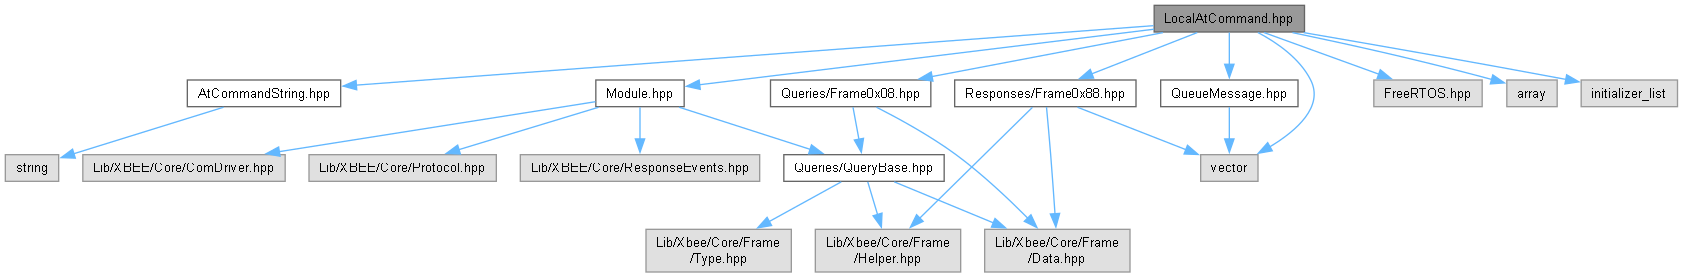 LocalAtCommand.hpp
AtCommandString.hpp
Module.hpp
Queries/Frame0x08.hpp
Responses/Frame0x88.hpp
QueueMessage.hpp
FreeRTOS.hpp
array
initializer_list
string
Lib/XBEE/Core/ComDriver.hpp
Lib/XBEE/Core/Protocol.hpp
Lib/XBEE/Core/ResponseEvents.hpp
Queries/QueryBase.hpp
vector
Lib/Xbee/Core/Frame
/Type.hpp
Lib/Xbee/Core/Frame
/Helper.hpp
Lib/Xbee/Core/Frame
/Data.hpp